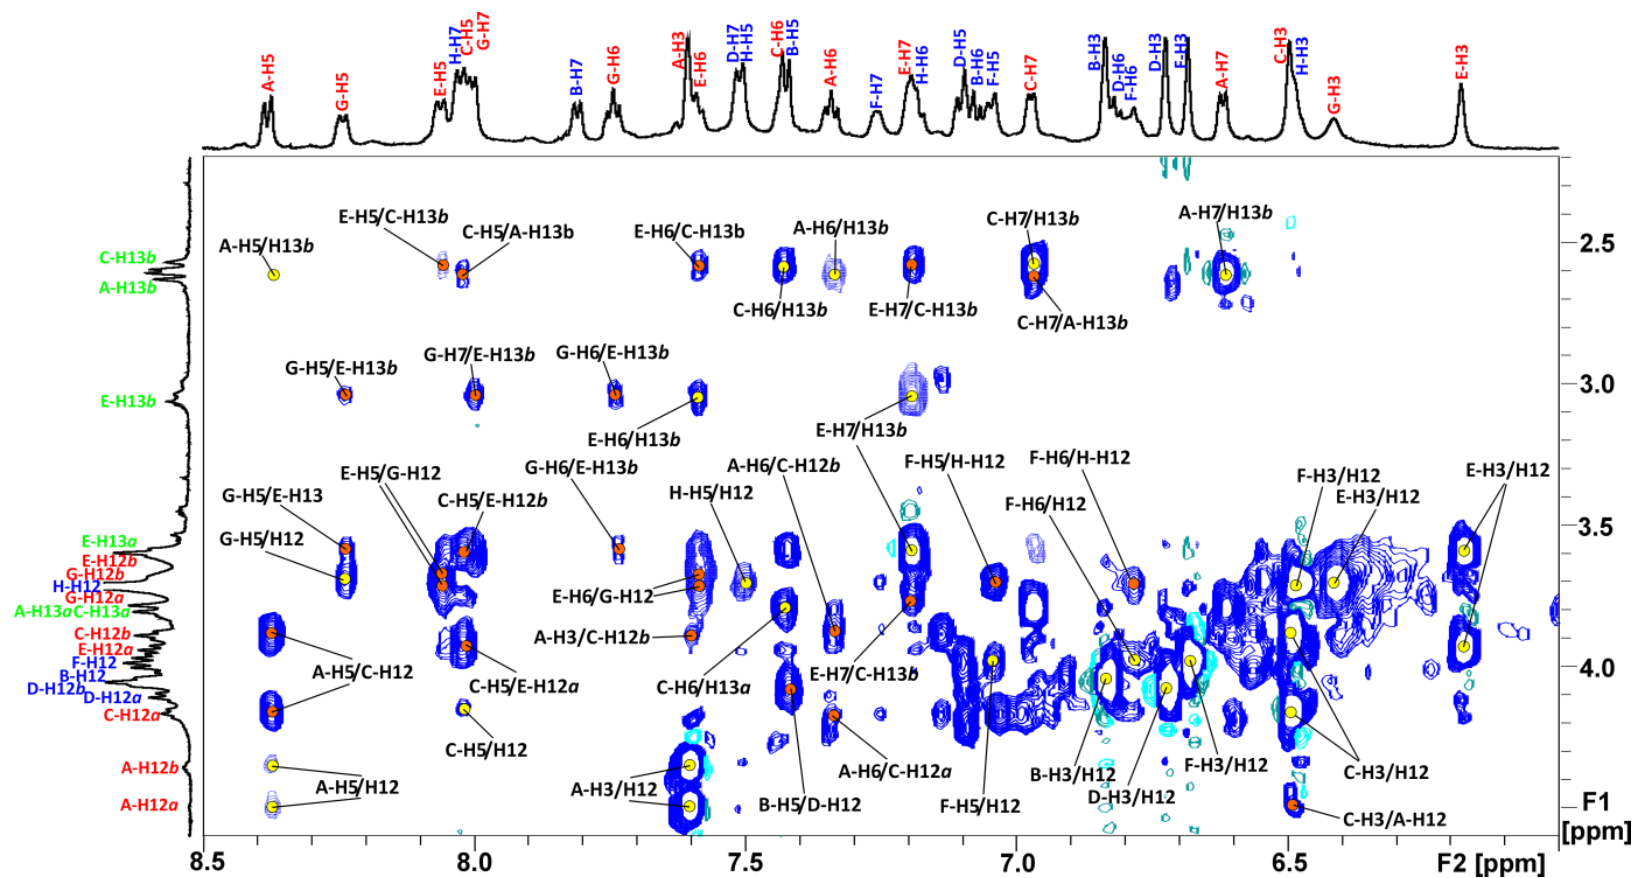 A-H5
G-H5
E-H5
H-H7
C-H5
G-H7
B-H7
G-H6
A-H3
E-H6
D-H7
H-H5
C-H6
B-H5
A-H6
F-H7
E-H7
H-H6
D-H5
B-H6
F-H5
C-H7
B-H3
D-H6
F-H6
D-H3
F-H3
A-H7
C-H3
H-H3
G-H3
E-H3
C-H13b
A-H13b
E-H13b
E-H13a
E-H12b
G-H12b
H-H12
G-H12a
A-H13aC-H13a
C-H12b
E-H12a
F-H12
B-H12
D-H12b
D-H12a
C-H12a
A-H12b
A-H12a
A-H5/H13b
E-H5/C-H13b
C-H5/A-H13b
E-H6/C-H13b
A-H6/H13b
C-H7/H13b
A-H7/H13b
C-H6/H13b
E-H7/C-H13b
C-H7/A-H13b
G-H5/E-H13b
G-H7/E-H13b
G-H6/E-H13b
E-H6/H13b
E-H7/H13b
G-H5/E-H13
E-H5/G-H12
C-H5/E-H12b
G-H6/E-H13b
A-H6/C-H12b
H-H5/H12
F-H5/H-H12
F-H6/H-H12
F-H6/H12
F-H3/H12
E-H3/H12
E-H3/H12
G-H5/H12
E-H6/G-H12
A-H3/C-H12b
A-H5/C-H12
C-H5/E-H12a
C-H6/H13a
E-H7/C-H13b
C-H5/H12
A-H5/H12
A-H3/H12
B-H5/D-H12
A-H6/C-H12a
F-H5/H12
B-H3/H12
D-H3/H12
F-H3/H12
C-H3/H12
C-H3/A-H12
2.5
3.0
3.5
4.0
F1
[ppm]
8.5 8.0 7.5 7.0 6.5 F2 [ppm]